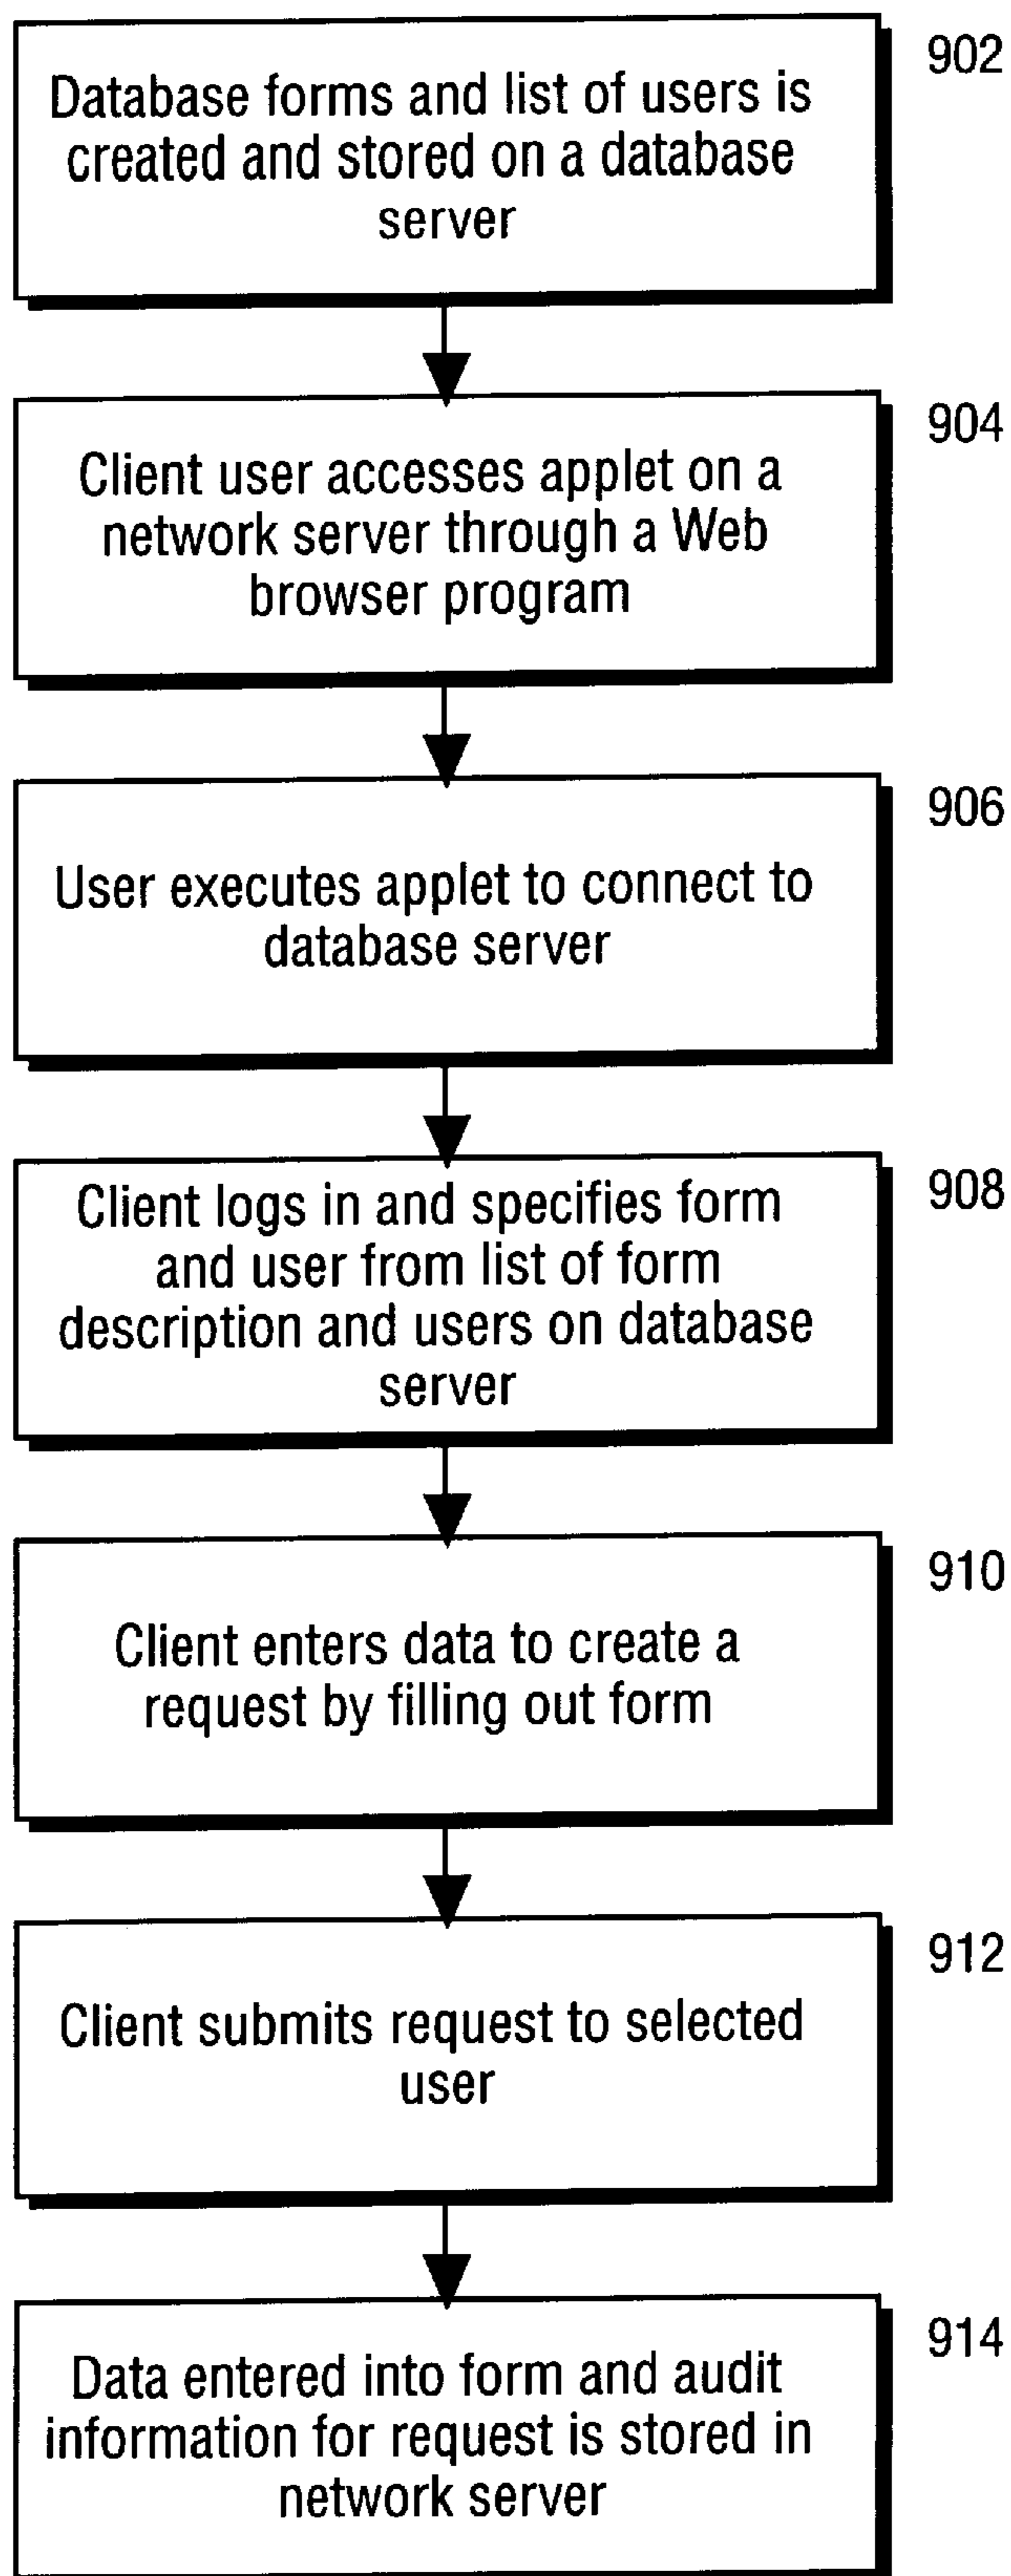 902
Database forms and list of users is
created and stored on a database
server
904
Client user accesses applet on a
network server through a Web
browser program
906
User executes applet to connect to
database server
908
Client logs in and specifies form
and user from list of form
description and users on database
server
910
Client enters data to create a
request by filling out form
912
Client submits request to selected
user
914
Data entered into form and audit
information for request is stored in
network server